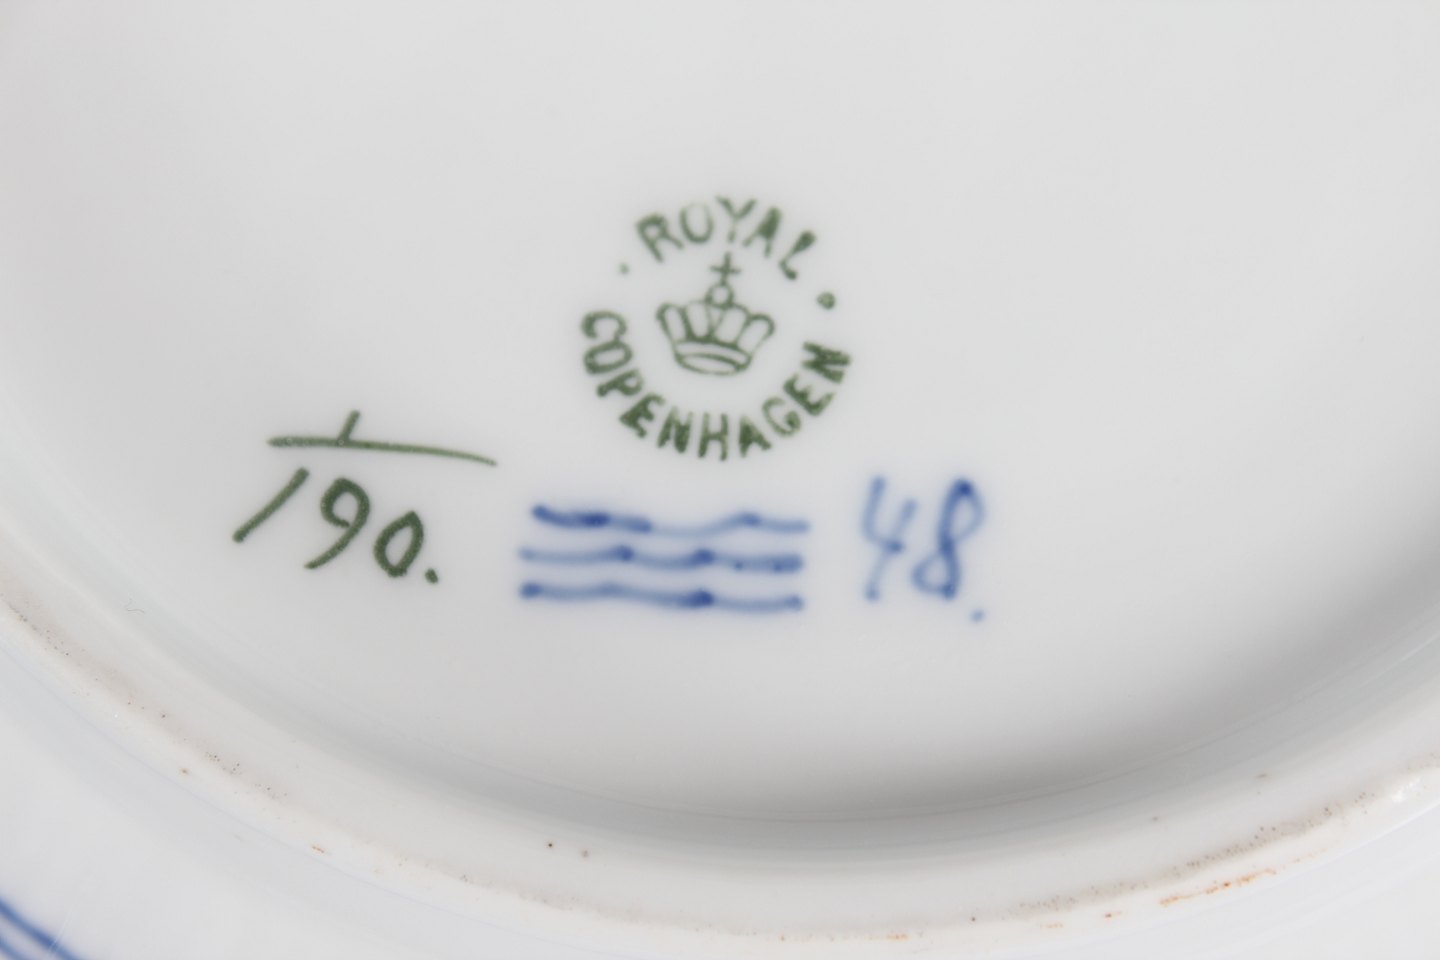 ROYAL
COPENHAGEN
1
190.
48.